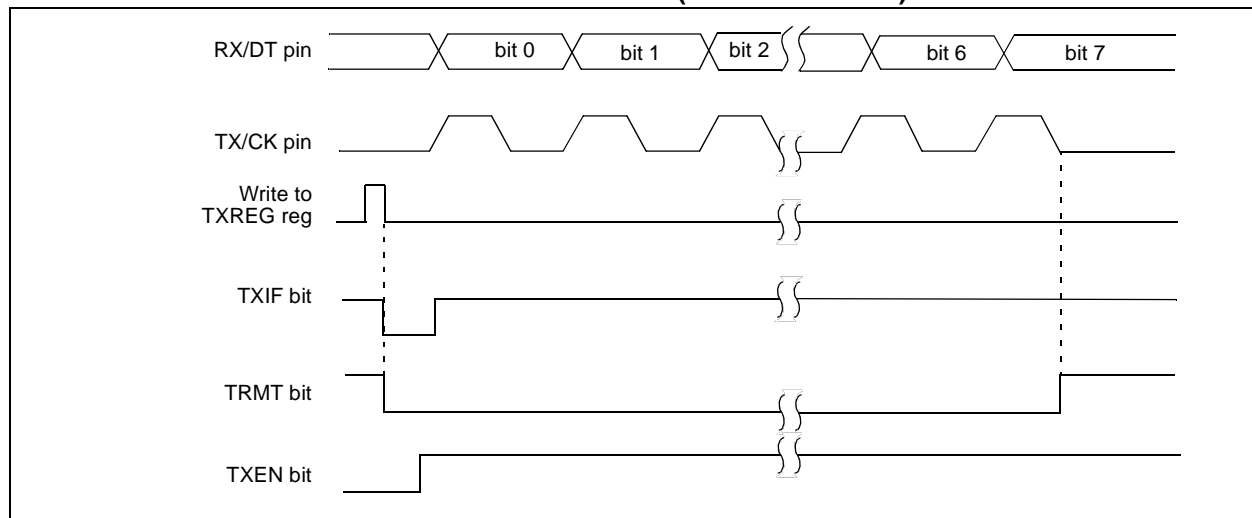 RX/DT pin
bit 0
bit 1
bit 2
bit 6
bit 7
TX/CK pin
Write to
TXREG reg
TXIF bit
TRMT bit
TXEN bit